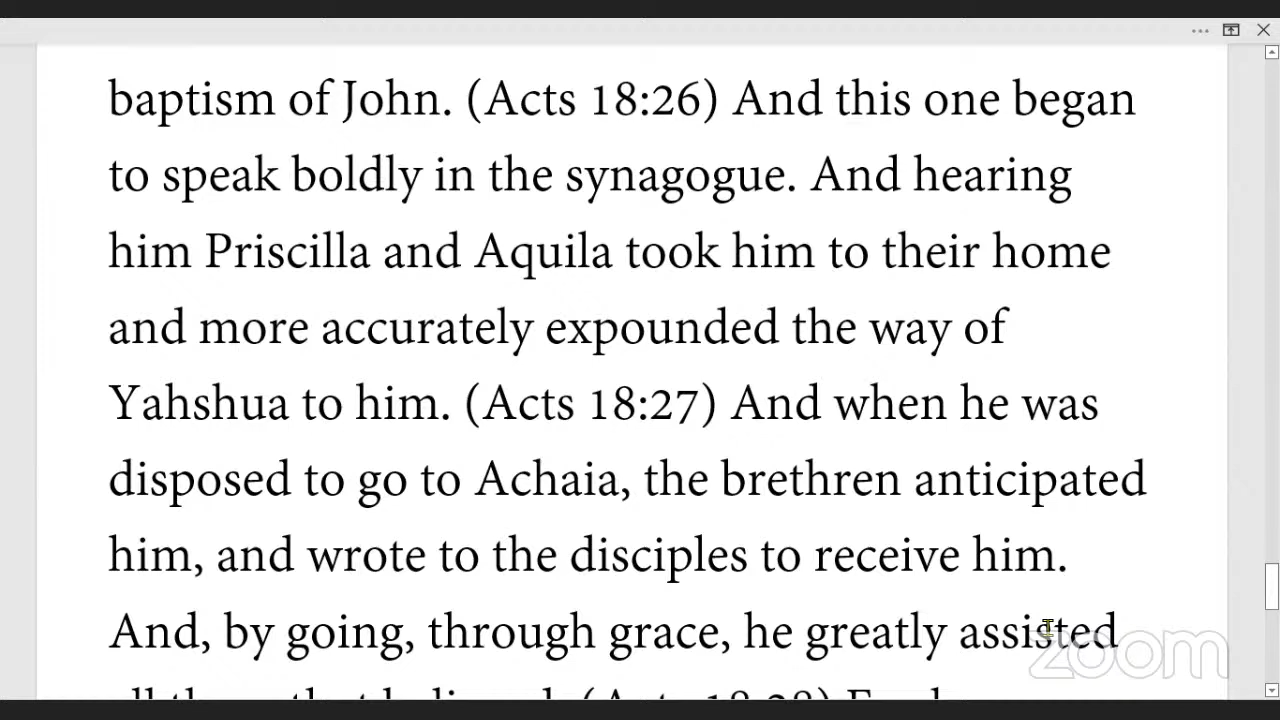 baptism of John. (Acts 18:26) And this one began
to speak boldly in the synagogue. And hearing
him Priscilla and Aquila took him to their home
and more accurately expounded the way of
Yahshua to him. (Acts 18:27) And when he was
disposed to go to Achaia, the brethren anticipated
him, and wrote to the disciples to receive him.
And, by going, through grace, he greatly assisted
zoom